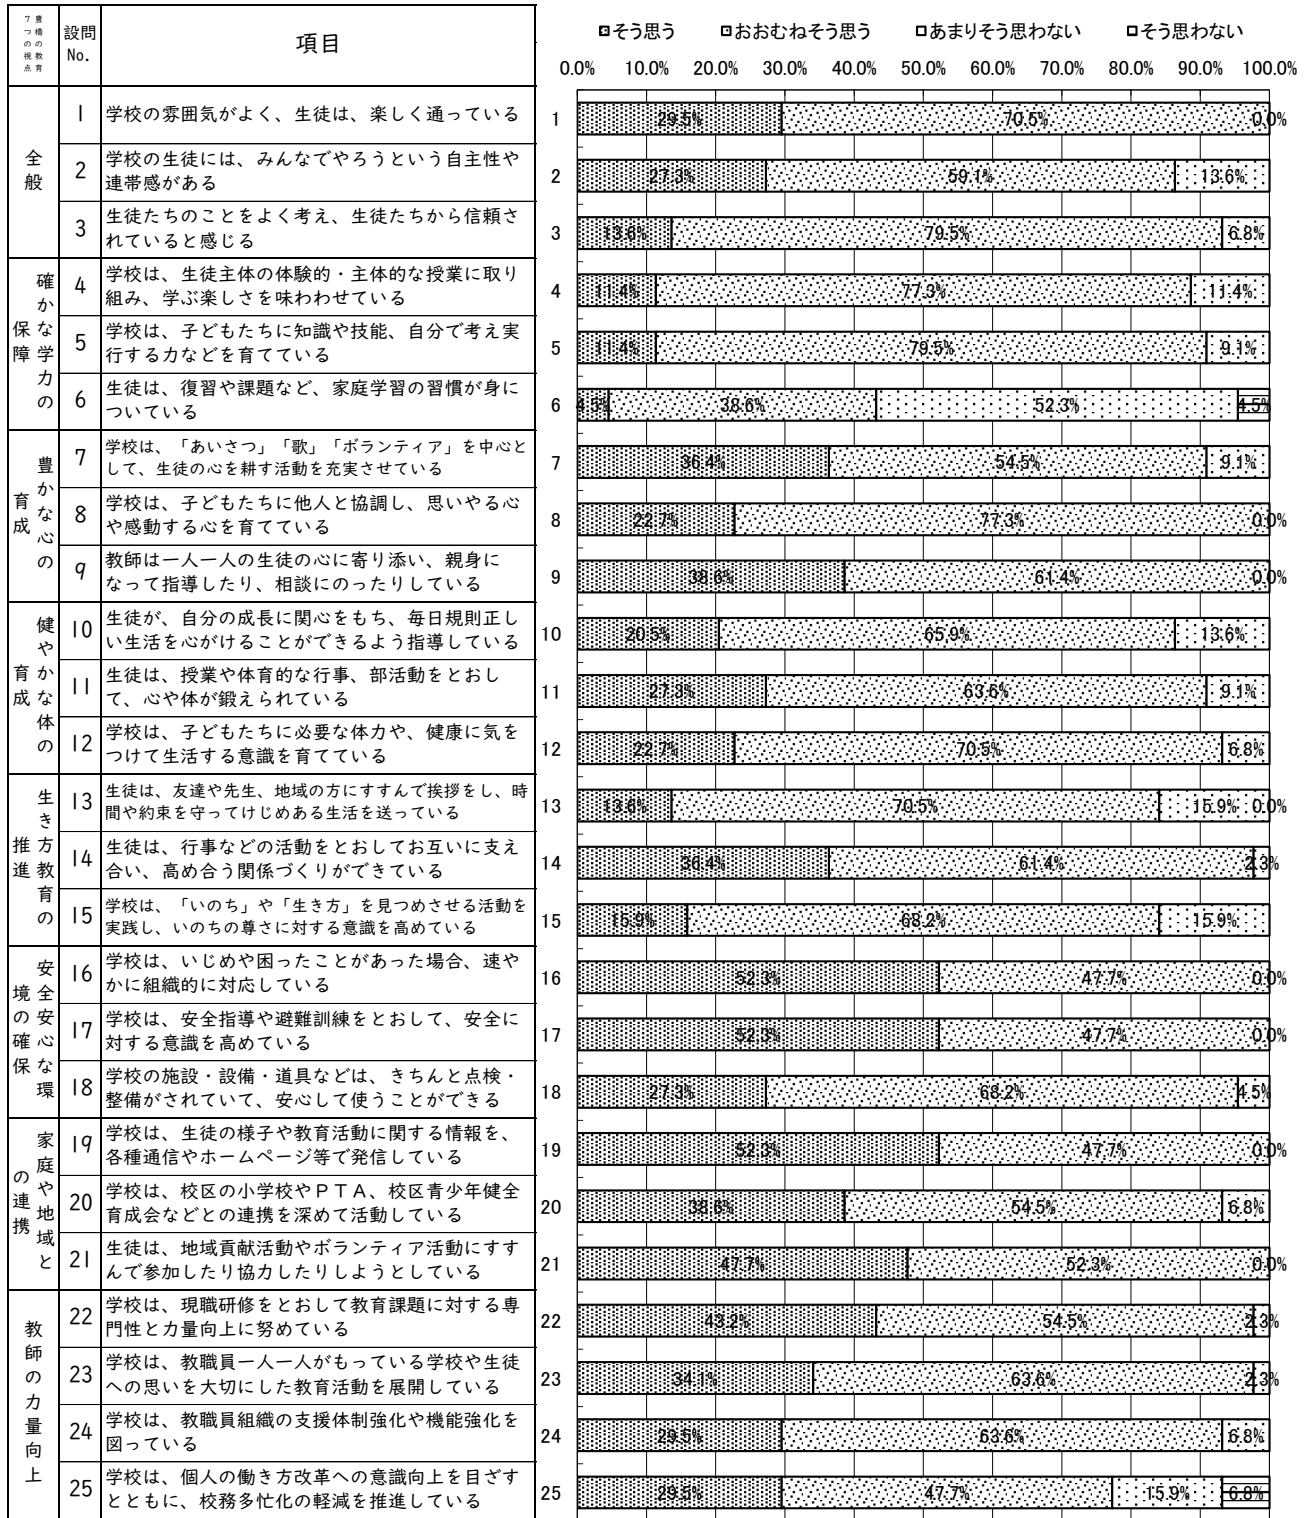 豊橋の教育
7つの視点
設問
No.
項目
そう思う おおむねそう思う あまりそう思わない そう思わない
0.0% 10.0% 20.0% 30.0% 40.0% 50.0% 60.0% 70.0% 80.0% 90.0% 100.0%
全般
1 学校の雰囲気がよく、生徒は、楽しく通っている
1 29.5% 70.5% 0.0%
2 学校の生徒には、みんなでやろうという自主性や
連帯感がある
2 27.3% 59.1% 13.6%
3 生徒たちのことをよく考え、生徒たちから信頼さ
れていると感じる
3 13.6% 79.5% 6.8%
確かな学力の
保障
4 学校は、生徒主体の体験的・主体的な授業に取り
組み、学ぶ楽しさを味わわせている
4 11.4% 77.3% 11.4%
5 学校は、子どもたちに知識や技能、自分で考え実
行する力などを育てている
5 11.4% 79.5% 9.1%
6 生徒は、復習や課題など、家庭学習の習慣が身に
ついている
6 4.5% 38.6% 52.3% 4.5%
豊かな心の
育成
7 学校は、「あいさつ」「歌」「ボランティア」を中心と
して、生徒の心を耕す活動を充実させている
7 36.4% 54.5% 9.1%
8 学校は、子どもたちに他人と協調し、思いやる心
や感動する心を育てている
8 22.7% 77.3% 0.0%
9 教師は一人一人の生徒の心に寄り添い、親身に
なって指導したり、相談にのったりしている
9 38.6% 61.4% 0.0%
健やかな体の
育成
10 生徒が、自分の成長に関心をもち、毎日規則正し
い生活を心がけることができるよう指導している
10 20.5% 65.9% 13.6%
11 生徒は、授業や体育的な行事、部活動をとおし
て、心や体が鍛えられている
11 27.3% 63.6% 9.1%
12 学校は、子どもたちに必要な体力や、健康に気を
つけて生活する意識を育てている
12 22.7% 70.5% 6.8%
生き方教育の
推進
13 生徒は、友達や先生、地域の方にすすんで挨拶をし、時
間や約束を守ってけじめある生活を送っている
13 13.6% 70.5% 15.9% 0.0%
14 生徒は、行事などの活動をとおしてお互いに支え
合い、高め合う関係づくりができている
14 36.4% 61.4% 2.3%
15 学校は、「いのち」や「生き方」を見つめさせる活動を
実践し、いのちの尊さに対する意識を高めている
15 15.9% 68.2% 15.9%
安全安心な環
境の確保
16 学校は、いじめや困ったことがあった場合、速や
かに組織的に対応している
16 52.3% 47.7% 0.0%
17 学校は、安全指導や避難訓練をとおして、安全に
対する意識を高めている
17 52.3% 47.7% 0.0%
18 学校の施設・設備・道具などは、きちんと点検・
整備がされていて、安心して使うことができる
18 27.3% 68.2% 4.5%
家庭や地域と
の連携
19 学校は、生徒の様子や教育活動に関する情報を、
各種通信やホームページ等で発信している
19 52.3% 47.7% 0.0%
20 学校は、校区の小学校やＰＴＡ、校区青少年健全
育成会などとの連携を深めて活動している
20 38.6% 54.5% 6.8%
21 生徒は、地域貢献活動やボランティア活動にすす
んで参加したり協力したりしようとしている
21 47.7% 52.3% 0.0%
教師の力量向上
22 学校は、現職研修をとおして教育課題に対する専
門性と力量向上に努めている
22 43.2% 54.5% 2.3%
23 学校は、教職員一人一人がもっている学校や生徒
への思いを大切にした教育活動を展開している
23 34.1% 63.6% 2.3%
24 学校は、教職員組織の支援体制強化や機能強化を
図っている
24 29.5% 63.6% 6.8%
25 学校は、個人の働き方改革への意識向上を目ざす
とともに、校務多忙化の軽減を推進している
25 29.5% 47.7% 15.9% 6.8%